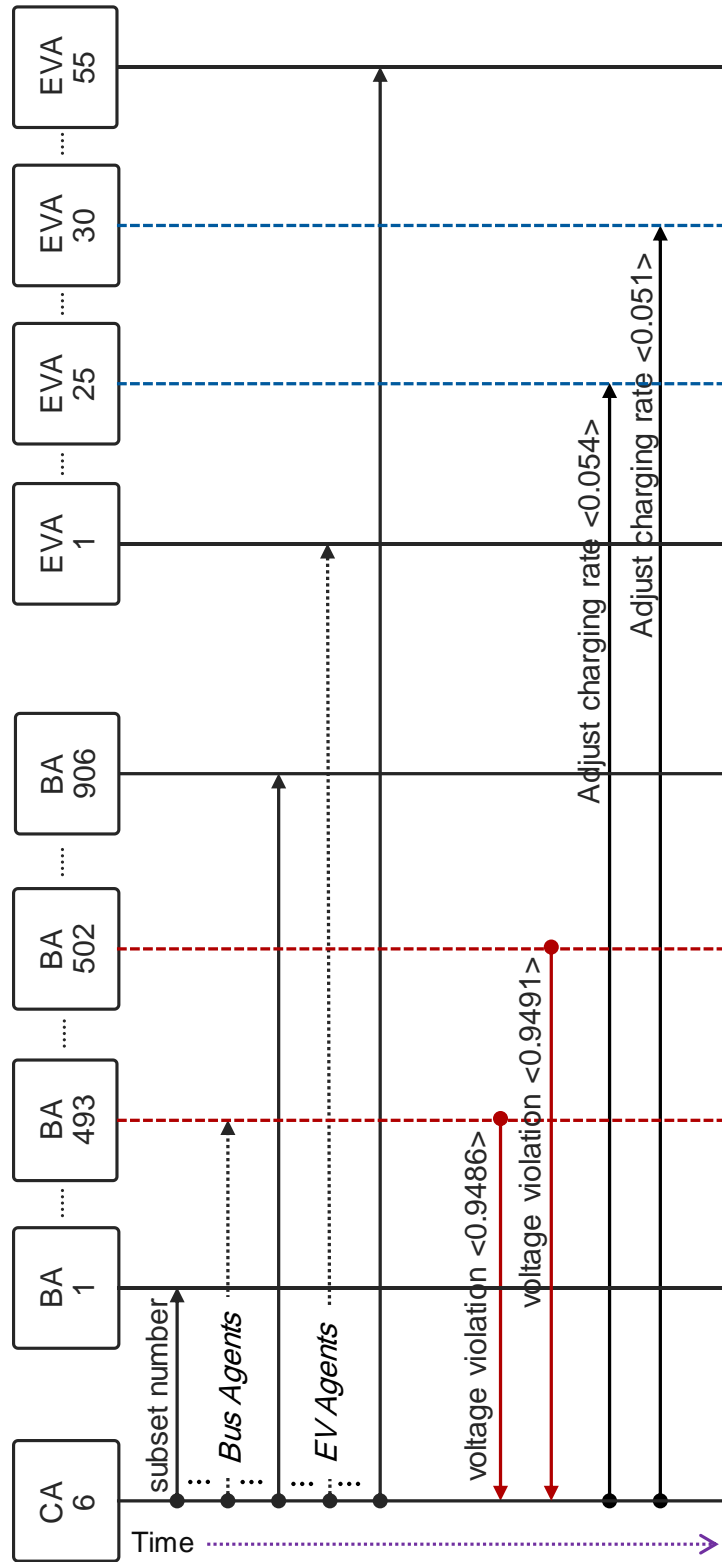 CA
6
BA
1
BA
493
BA
502
BA
906
EVA
1
EVA
25
EVA
30
EVA
55
Time
subset number
Bus Agents
EV Agents
voltage violation <0.9486>
voltage violation <0.9491>
Adjust charging rate <0.054>
Adjust charging rate <0.051>